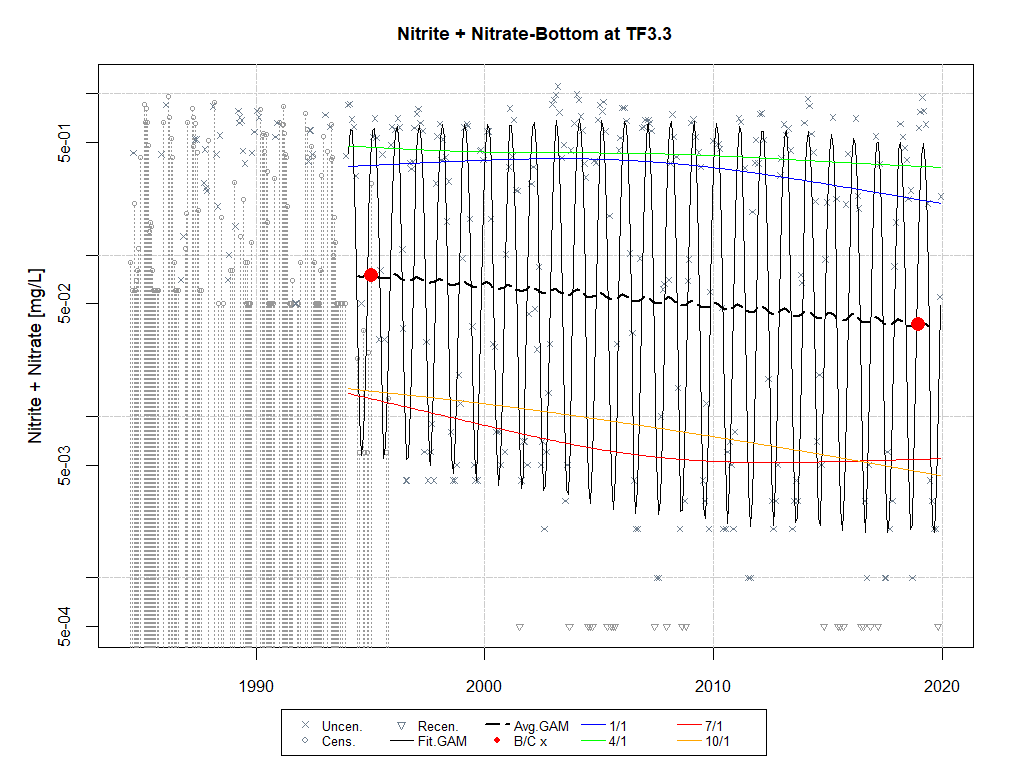 Nitrite + Nitrate-Bottom at TF3.3
Nitrite + Nitrate [mg/L]
5e-01
5e-02
5e-03
5e-04
1990 2000 2010 2020
Uncen. Recen. Avg.GAM 1/1 7/1
Cens. Fit.GAM B/C x 4/1 10/1